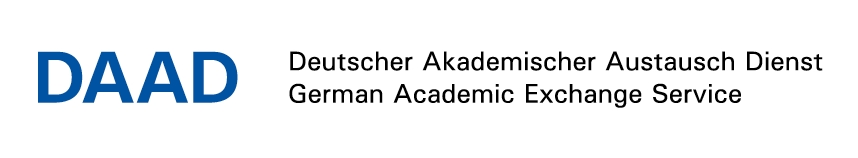 DAAD
Deutscher Akademischer Austausch Dienst
German Academic Exchange Service